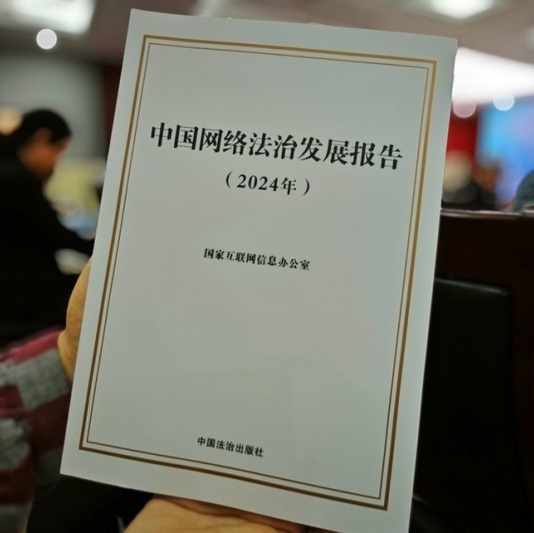 中国网络法治发展报告
（2024年）
国家互联网信息办公室
中国法治出版社